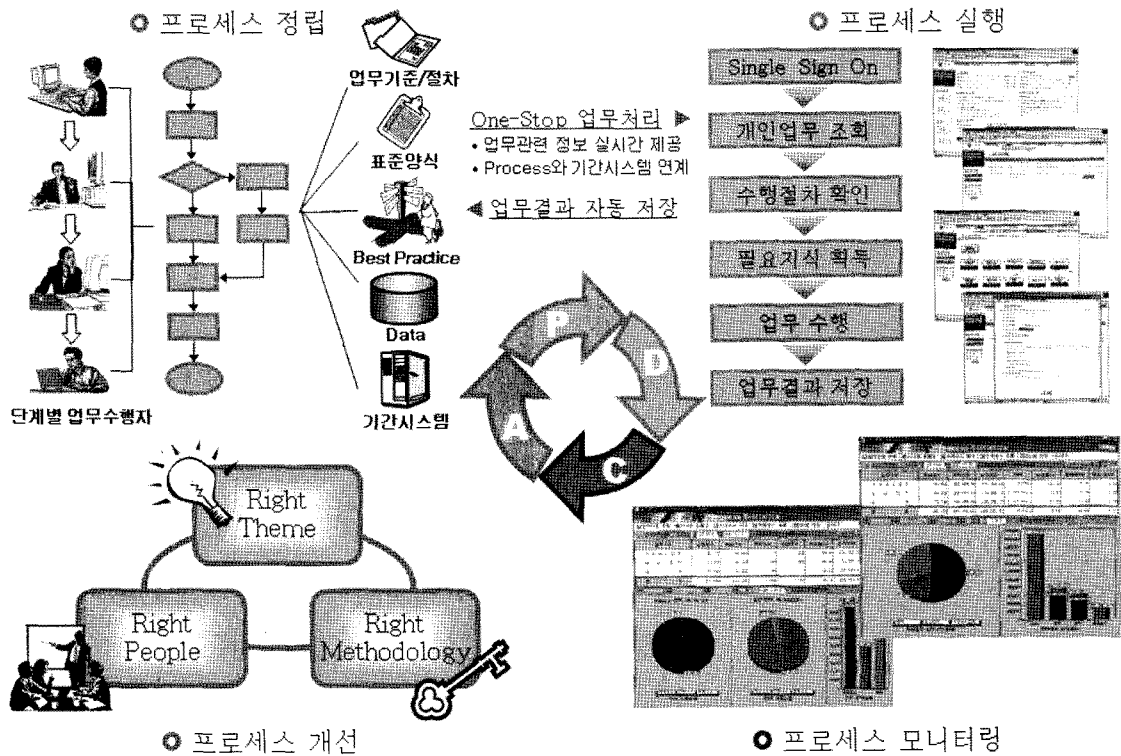 프로세스 정립
업무기준/절차
표준양식
Best Practice
Data
기간시스템
단계별 업무수행자
One-Stop 업무처리
• 업무관련 정보 실시간 제공
• Process와 기간시스템 연계
업무결과 자동 저장
프로세스 실행
Single Sign On
개인업무 조회
수행절차 확인
필요지식 획득
업무 수행
업무결과 저장
P
D
C
A
Right
Theme
Right
People
Right
Methodology
프로세스 개선
프로세스 모니터링